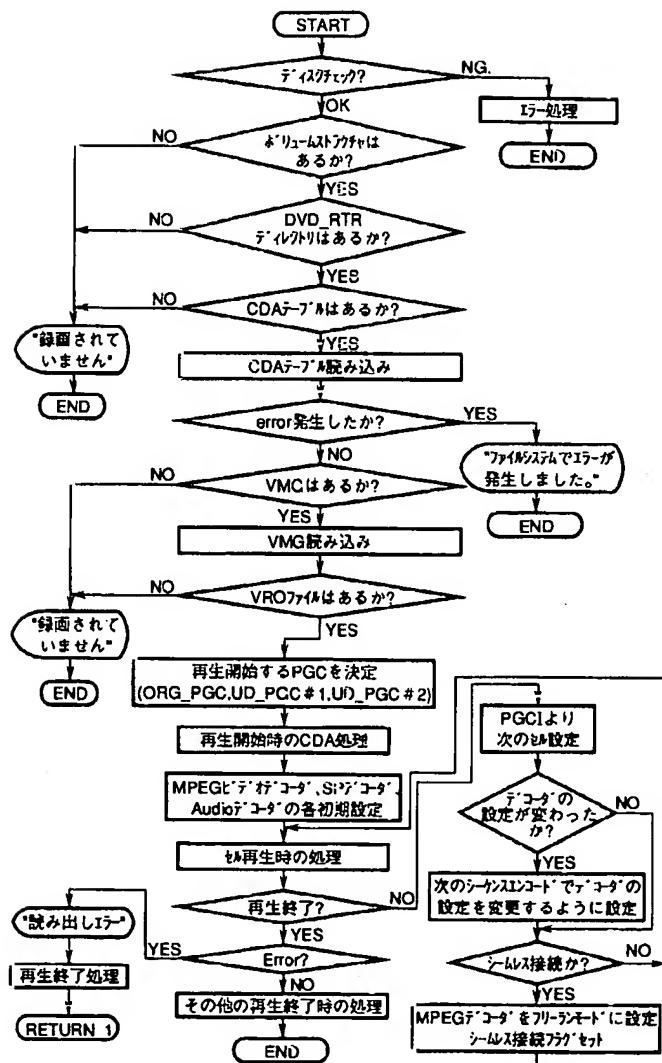 START
ディスクチェック?
NG.
OK
エラー処理
END
ボリュームストラクチャは
あるか?
NO
YES
DVD_RTR
ディレクトリはあるか?
NO
YES
CDAテーブルはあるか?
NO
YES
"録画されて
いません"
END
CDAテーブル読み込み
error発生したか?
YES
NO
"ファイルシステムでエラーが
発生しました。"
END
VMCはあるか?
NO
YES
VMG読み込み
VROファイルはあるか?
NO
YES
"録画されて
いません"
END
再生開始するPGCを決定
(ORG_PGC,UD_PGC#1,UD_PGC#2)
再生開始時のCDA処理
MPEGビデオデコーダ、SPデコーダ、
Audioデコーダの各初期設定
セル再生時の処理
再生終了?
NO
YES
Error?
YES
NO
"読み出しエラー"
再生終了処理
RETURN 1
その他の再生終了時の処理
END
PGCIより
次のセル設定
デコーダの
設定が変わった
か?
NO
YES
次のシーケンスエンコードでデコーダの
設定を変更するように設定
シームレス接続か?
NO
YES
MPEGデコーダをフリーランモードに設定
シームレス接続フラグセット